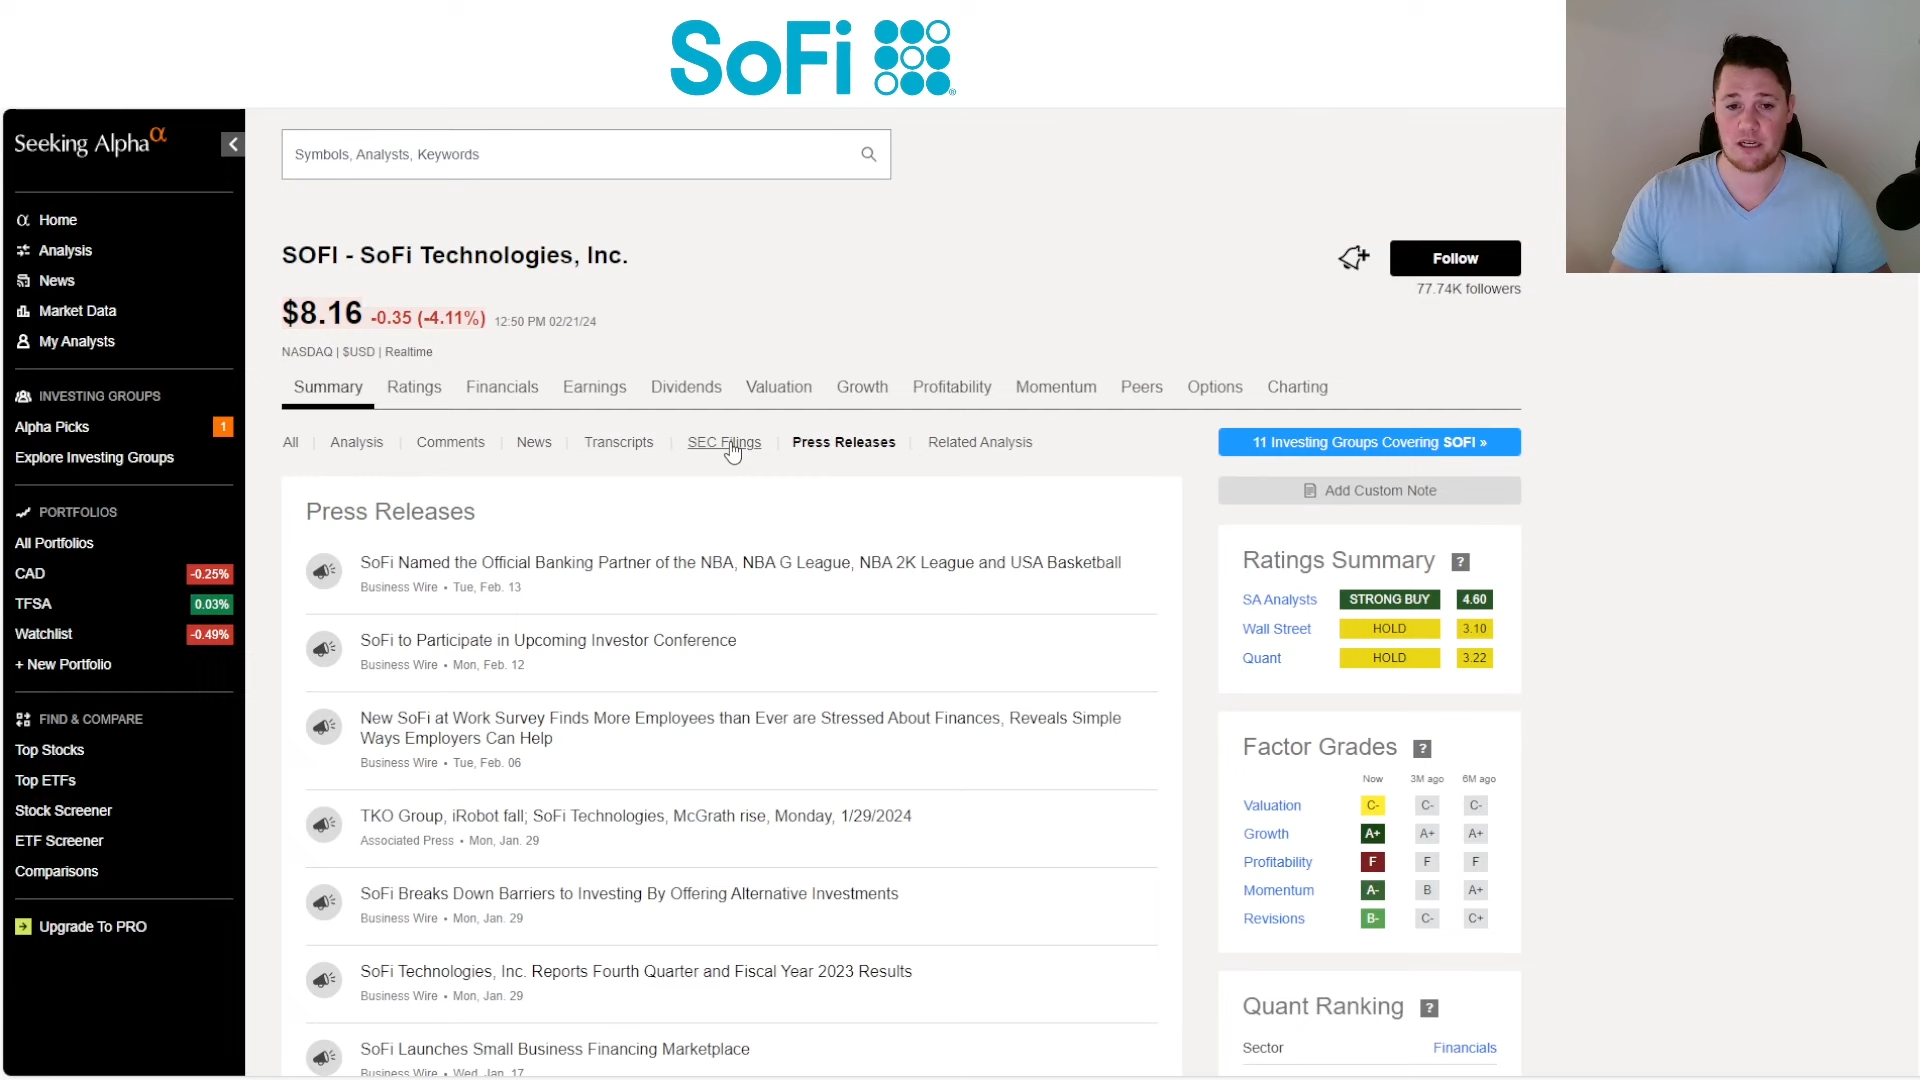 SoFi
Seeking Alpha α
Symbols, Analysts, Keywords
Home
Analysis
News
Market Data
My Analysts
INVESTING GROUPS
Alpha Picks 1
Explore Investing Groups
PORTFOLIOS
All Portfolios
CAD -0.25%
TFSA 0.03%
Watchlist -0.49%
+ New Portfolio
FIND & COMPARE
Top Stocks
Top ETFs
Stock Screener
ETF Screener
Comparisons
Upgrade To PRO
SOFI - SoFi Technologies, Inc.
Follow
77.74K followers
$8.16 -0.35 (-4.11%) 12:50 PM 02/21/24
NASDAQ | $USD | Realtime
Summary Ratings Financials Earnings Dividends Valuation Growth Profitability Momentum Peers Options Charting
All | Analysis | Comments | News | Transcripts | SEC Filings | Press Releases | Related Analysis
11 Investing Groups Covering SOFI »
Add Custom Note
Press Releases
SoFi Named the Official Banking Partner of the NBA, NBA G League, NBA 2K League and USA Basketball
Business Wire • Tue, Feb. 13
SoFi to Participate in Upcoming Investor Conference
Business Wire • Mon, Feb. 12
New SoFi at Work Survey Finds More Employees than Ever are Stressed About Finances, Reveals Simple
Ways Employers Can Help
Business Wire • Tue, Feb. 06
TKO Group, iRobot fall; SoFi Technologies, McGrath rise, Monday, 1/29/2024
Associated Press • Mon, Jan. 29
SoFi Breaks Down Barriers to Investing By Offering Alternative Investments
Business Wire • Mon, Jan. 29
SoFi Technologies, Inc. Reports Fourth Quarter and Fiscal Year 2023 Results
Business Wire • Mon, Jan. 29
SoFi Launches Small Business Financing Marketplace
Business Wire • Wed, Jan. 17
Ratings Summary ?
SA Analysts STRONG BUY 4.60
Wall Street HOLD 3.10
Quant HOLD 3.22
Factor Grades ?
Now 3M ago 6M ago
Valuation C- C- C-
Growth A+ A+ A+
Profitability F F F
Momentum A- B A+
Revisions B- C- C+
Quant Ranking ?
Sector Financials